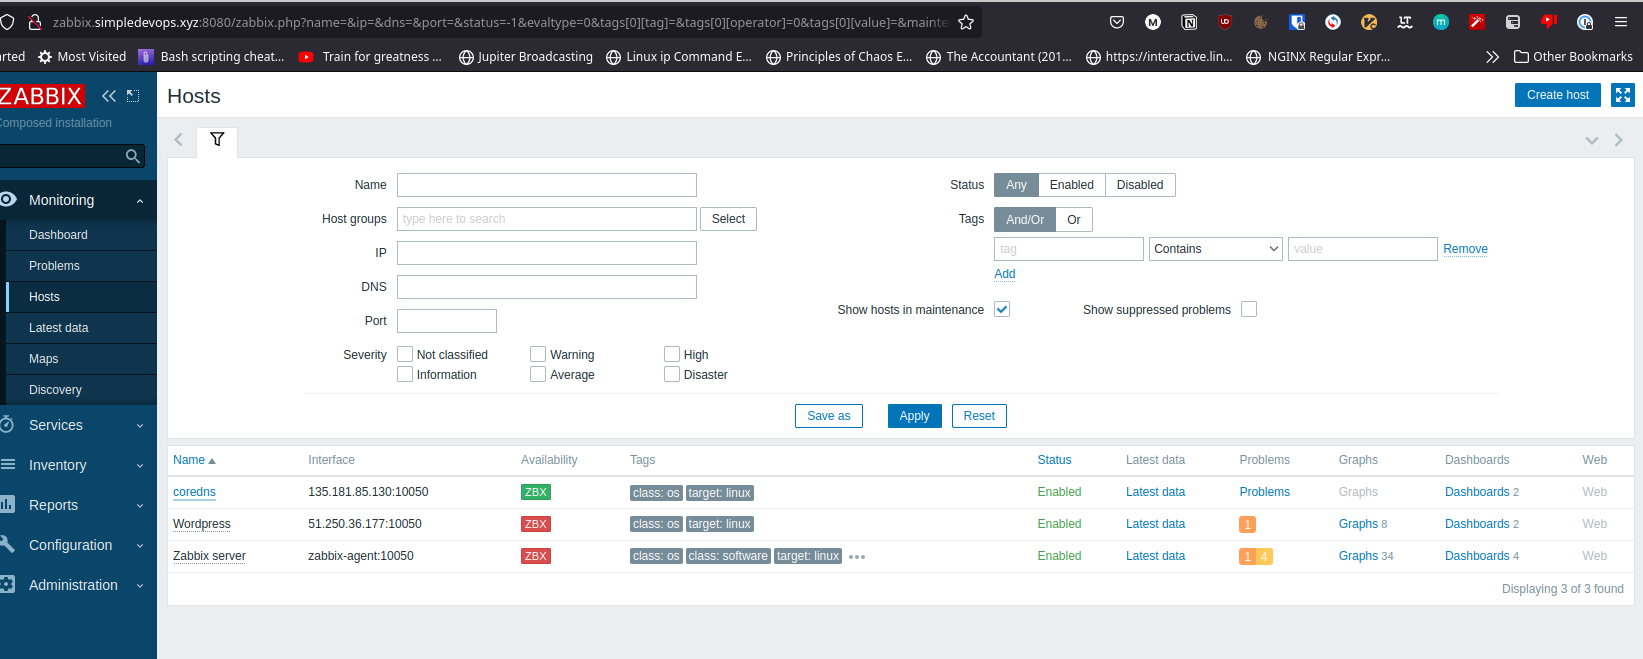 zabbix.simpledevops.xyz:8080/zabbix.php?name=&ip=&dns=&port=&status=-1&evaltype=0&tags[0][tag]=&tags[0][operator]=0&tags[0][value]=&mainte
arted Most Visited Bash scripting cheat... Train for greatness ... Jupiter Broadcasting Linux ip Command E... Principles of Chaos E... The Accountant (201... https://interactive.lin... NGINX Regular Expr... Other Bookmarks
ZABBIX
Composed installation
Monitoring
Dashboard
Problems
Hosts
Latest data
Maps
Discovery
Services
Inventory
Reports
Configuration
Administration
Hosts
Create host
Name
Host groups type here to search Select
IP
DNS
Port
Severity Not classified Warning High
Information Average Disaster
Status Any Enabled Disabled
Tags And/Or Or
tag Contains value Remove
Add
Show hosts in maintenance Show suppressed problems
Save as Apply Reset
Name Interface Availability Tags Status Latest data Problems Graphs Dashboards Web
coredns 135.181.85.130:10050 ZBX class: os target: linux Enabled Latest data Problems Graphs Dashboards 2 Web
Wordpress 51.250.36.177:10050 ZBX class: os target: linux Enabled Latest data 1 Graphs 8 Dashboards 2 Web
Zabbix server zabbix-agent:10050 ZBX class: os class: software target: linux ••• Enabled Latest data 1 4 Graphs 34 Dashboards 4 Web
Displaying 3 of 3 found